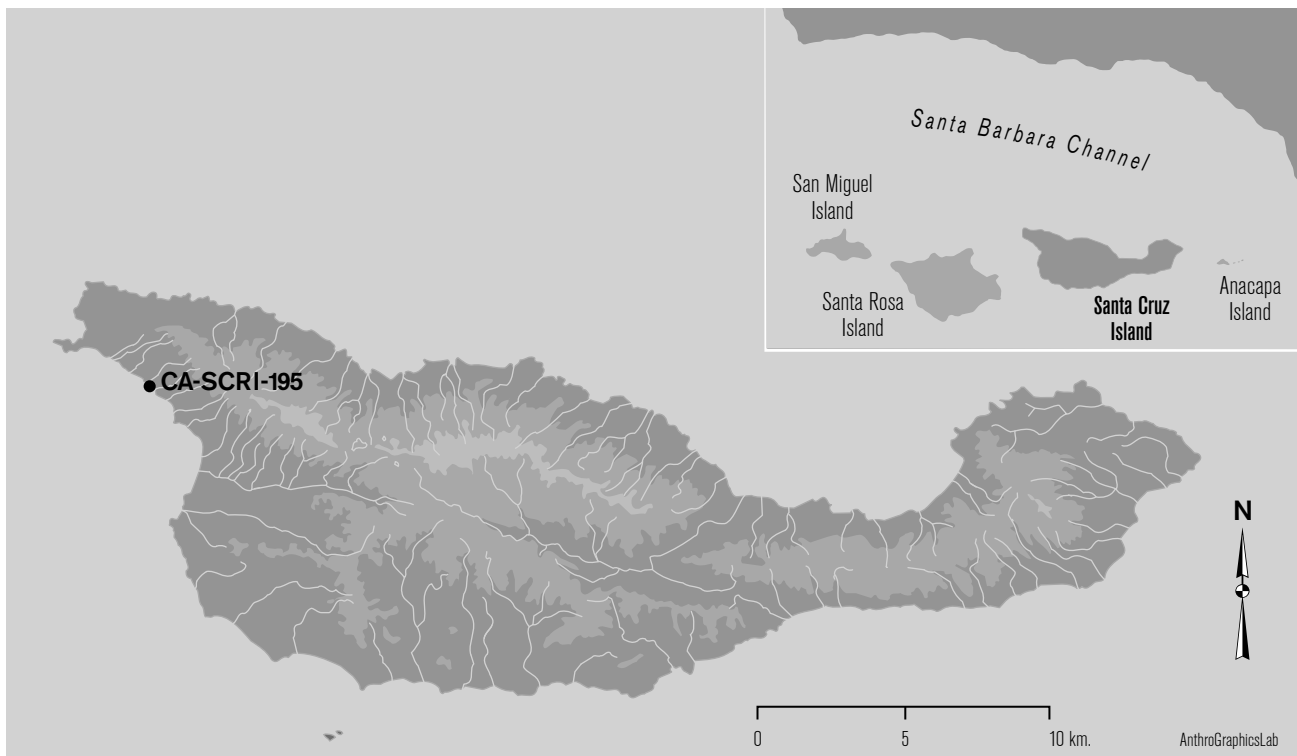 Santa Barbara Channel
San Miguel
Island
Santa Rosa
Island
Santa Cruz
Island
Anacapa
Island
CA-SCRI-195
N
0 5 10 km.
AnthroGraphicsLab